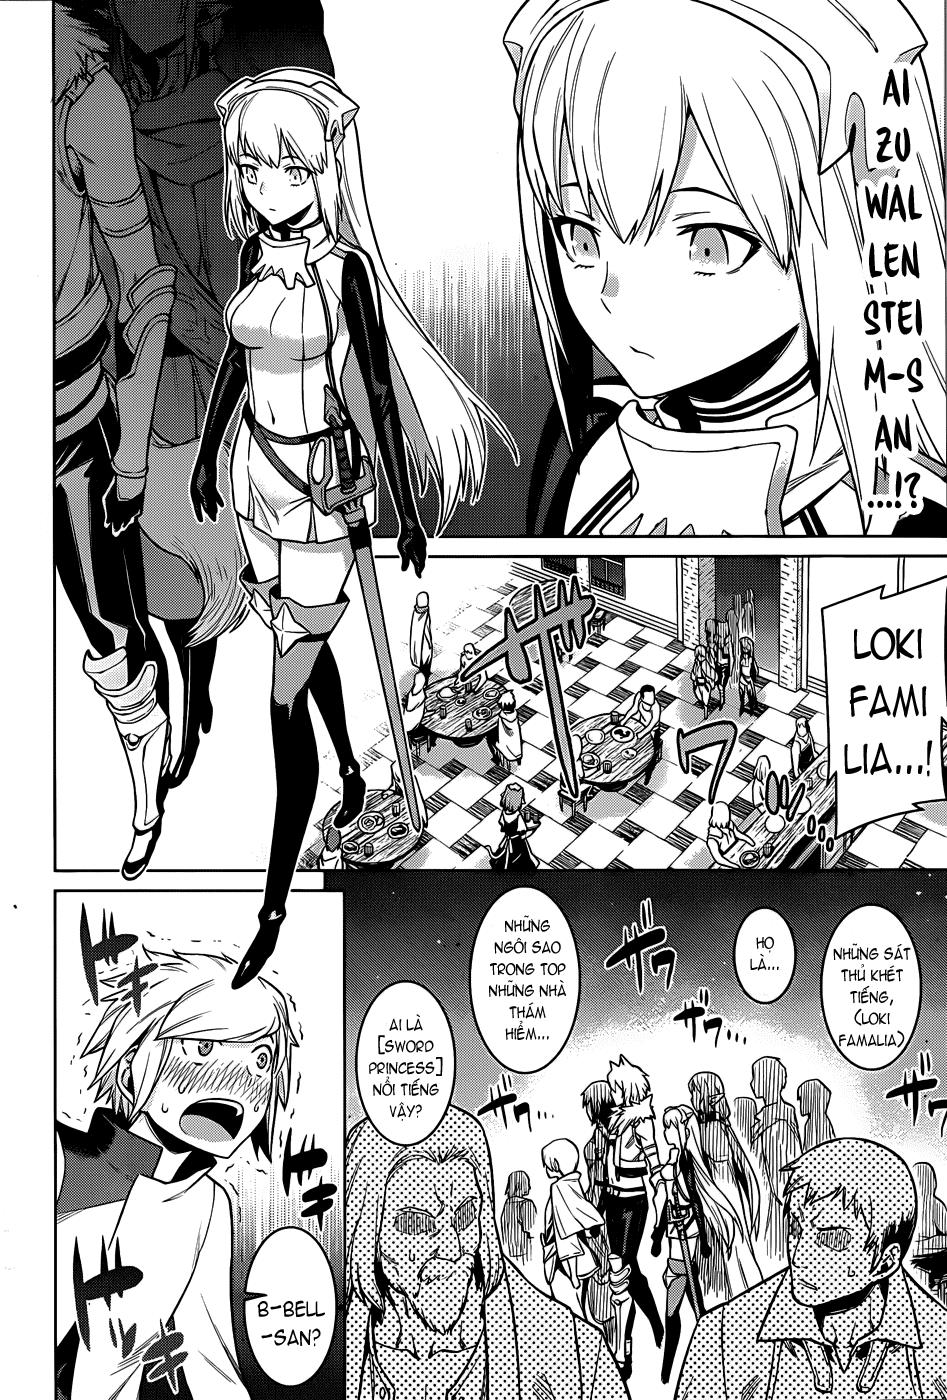 AI
ZU
WAL
LEN
STEI
M-S
AN
....!?
LOKI
FAMI
LIA...!
NHỮNG SÁT
THỦ KHÉT
TIẾNG,
(LOKI
FAMALIA)
HỌ
LÀ...
NHỮNG
NGÔI SAO
TRONG TOP
NHỮNG NHÀ
THÁM
HIỂM...
AI LÀ
[SWORD
PRINCESS]
NỔI TIẾNG
VẬY?
B-BELL
-SAN?